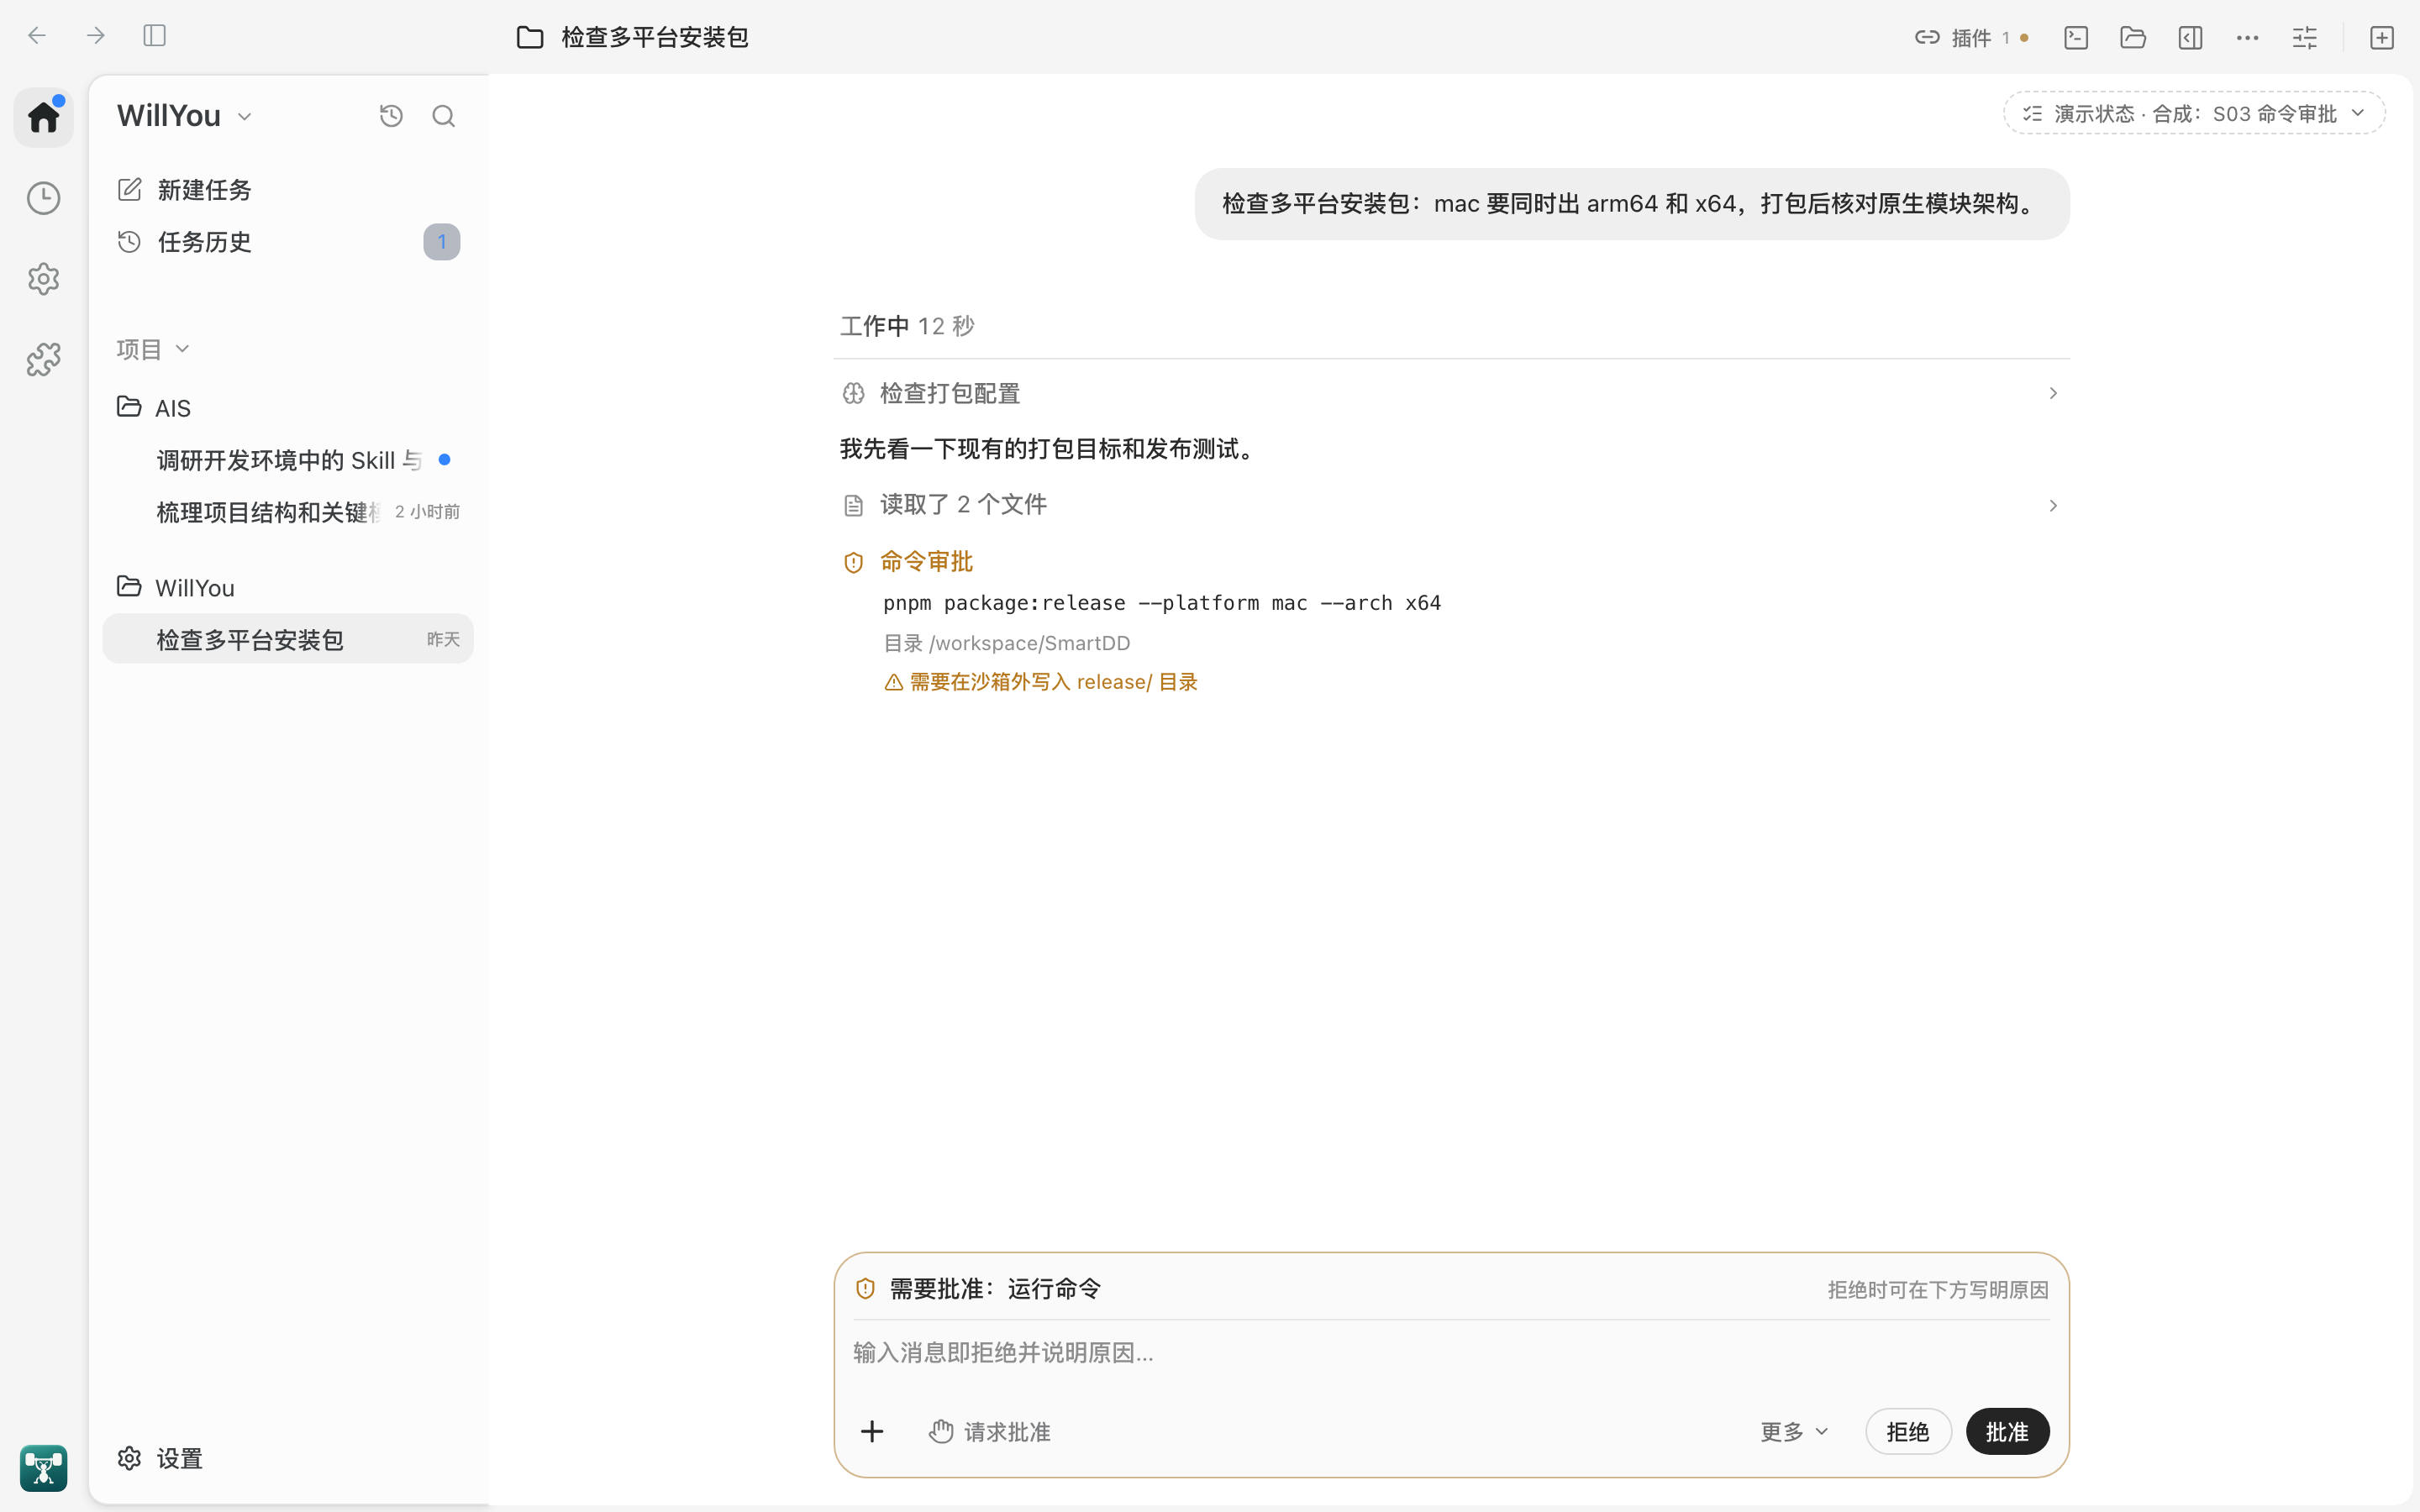 检查多平台安装包
插件 1
WillYou
演示状态 · 合成：S03 命令审批
新建任务
任务历史 1
项目
AIS
调研开发环境中的 Skill 与
梳理项目结构和关键 2 小时前
WillYou
检查多平台安装包 昨天
设置
检查多平台安装包：mac 要同时出 arm64 和 x64，打包后核对原生模块架构。
工作中 12 秒
检查打包配置
我先看一下现有的打包目标和发布测试。
读取了 2 个文件
命令审批
pnpm package:release --platform mac --arch x64
目录 /workspace/SmartDD
需要在沙箱外写入 release/ 目录
需要批准：运行命令 拒绝时可在下方写明原因
输入消息即拒绝并说明原因...
请求批准 更多 拒绝 批准